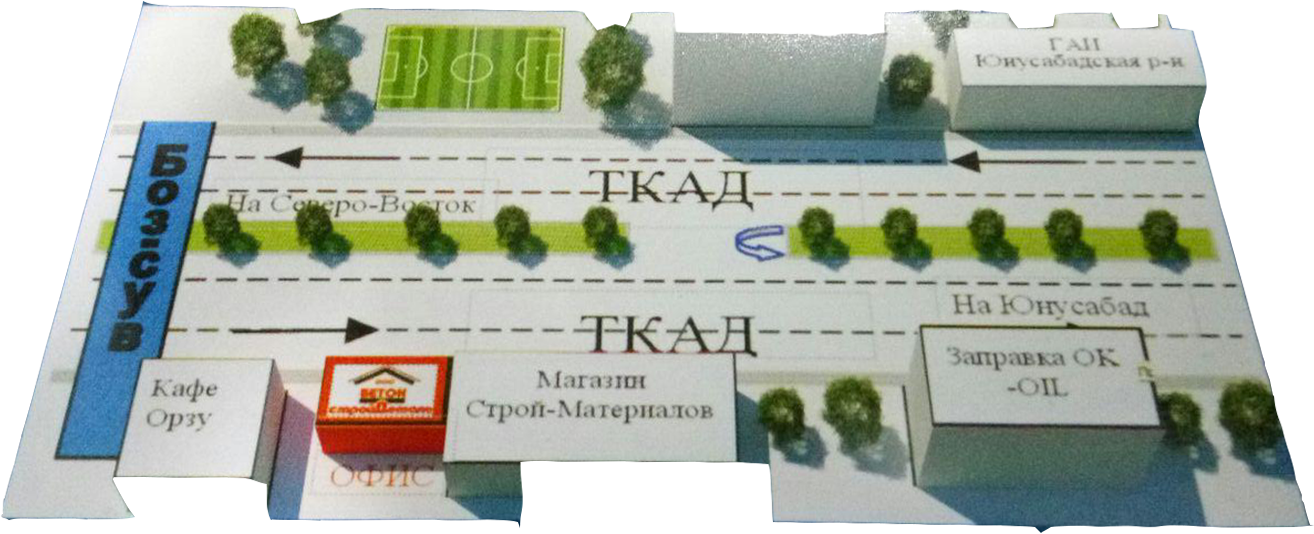 ГАИ
Юнусабадская р-н
БОЗ-СУВ
ТКАД
На Северо-Восток
На Юнусабад
ТКАД
Заправка ОК
-OIL
Кафе
Орзу
БЕТОН
Магазин
Строй-Материалов
ОФИС